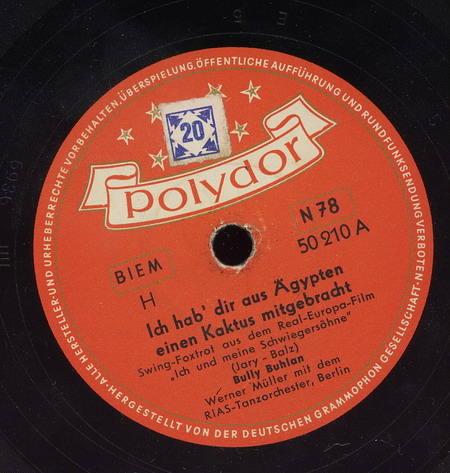 ALLE HERSTELLER-UND URHEBERRECHTE VORBEHALTEN. ÜBERSPIELUNG, ÖFFENTLICHE AUFFÜHRUNG UND RUNDFUNKSENDUNG VERBOTEN.
HERGESTELLT VON DER DEUTSCHEN GRAMMOPHON GESELLSCHAFT
20
polydor
BIEM
H
N 78
50 210 A
Ich hab' dir aus Ägypten
einen Kaktus mitgebracht
Swing-Foxtrot aus dem Real-Europa-Film
„Ich und meine Schwiegersöhne"
(Jary - Balz)
Bully Buhlan
Werner Müller mit dem
RIAS-Tanzorchester, Berlin